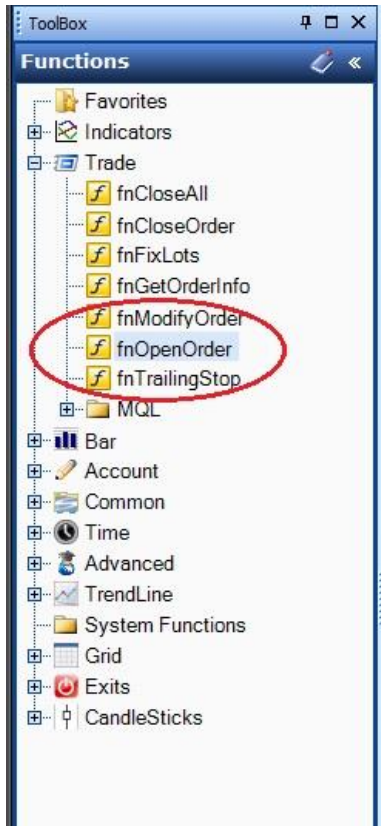 ToolBox
Functions
Favorites
Indicators
Trade
fnCloseAll
fnCloseOrder
fnFixLots
fnGetOrderInfo
fnModifyOrder
fnOpenOrder
fnTrailingStop
MQL
Bar
Account
Common
Time
Advanced
TrendLine
System Functions
Grid
Exits
CandleSticks